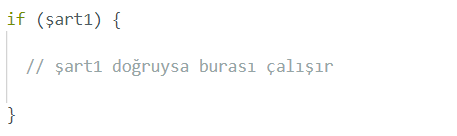 if (şart1) {
// şart1 doğruysa burası çalışır
}